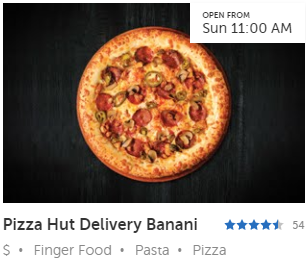 OPEN FROM
Sun 11:00 AM
Pizza Hut Delivery Banani 54
$ • Finger Food • Pasta • Pizza